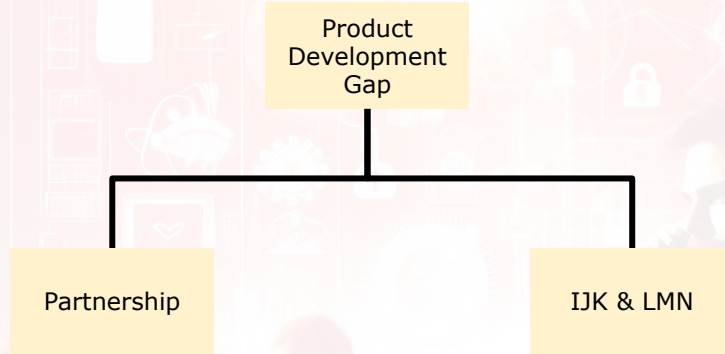 Product
Development
Gap
Partnership
IJK & LMN